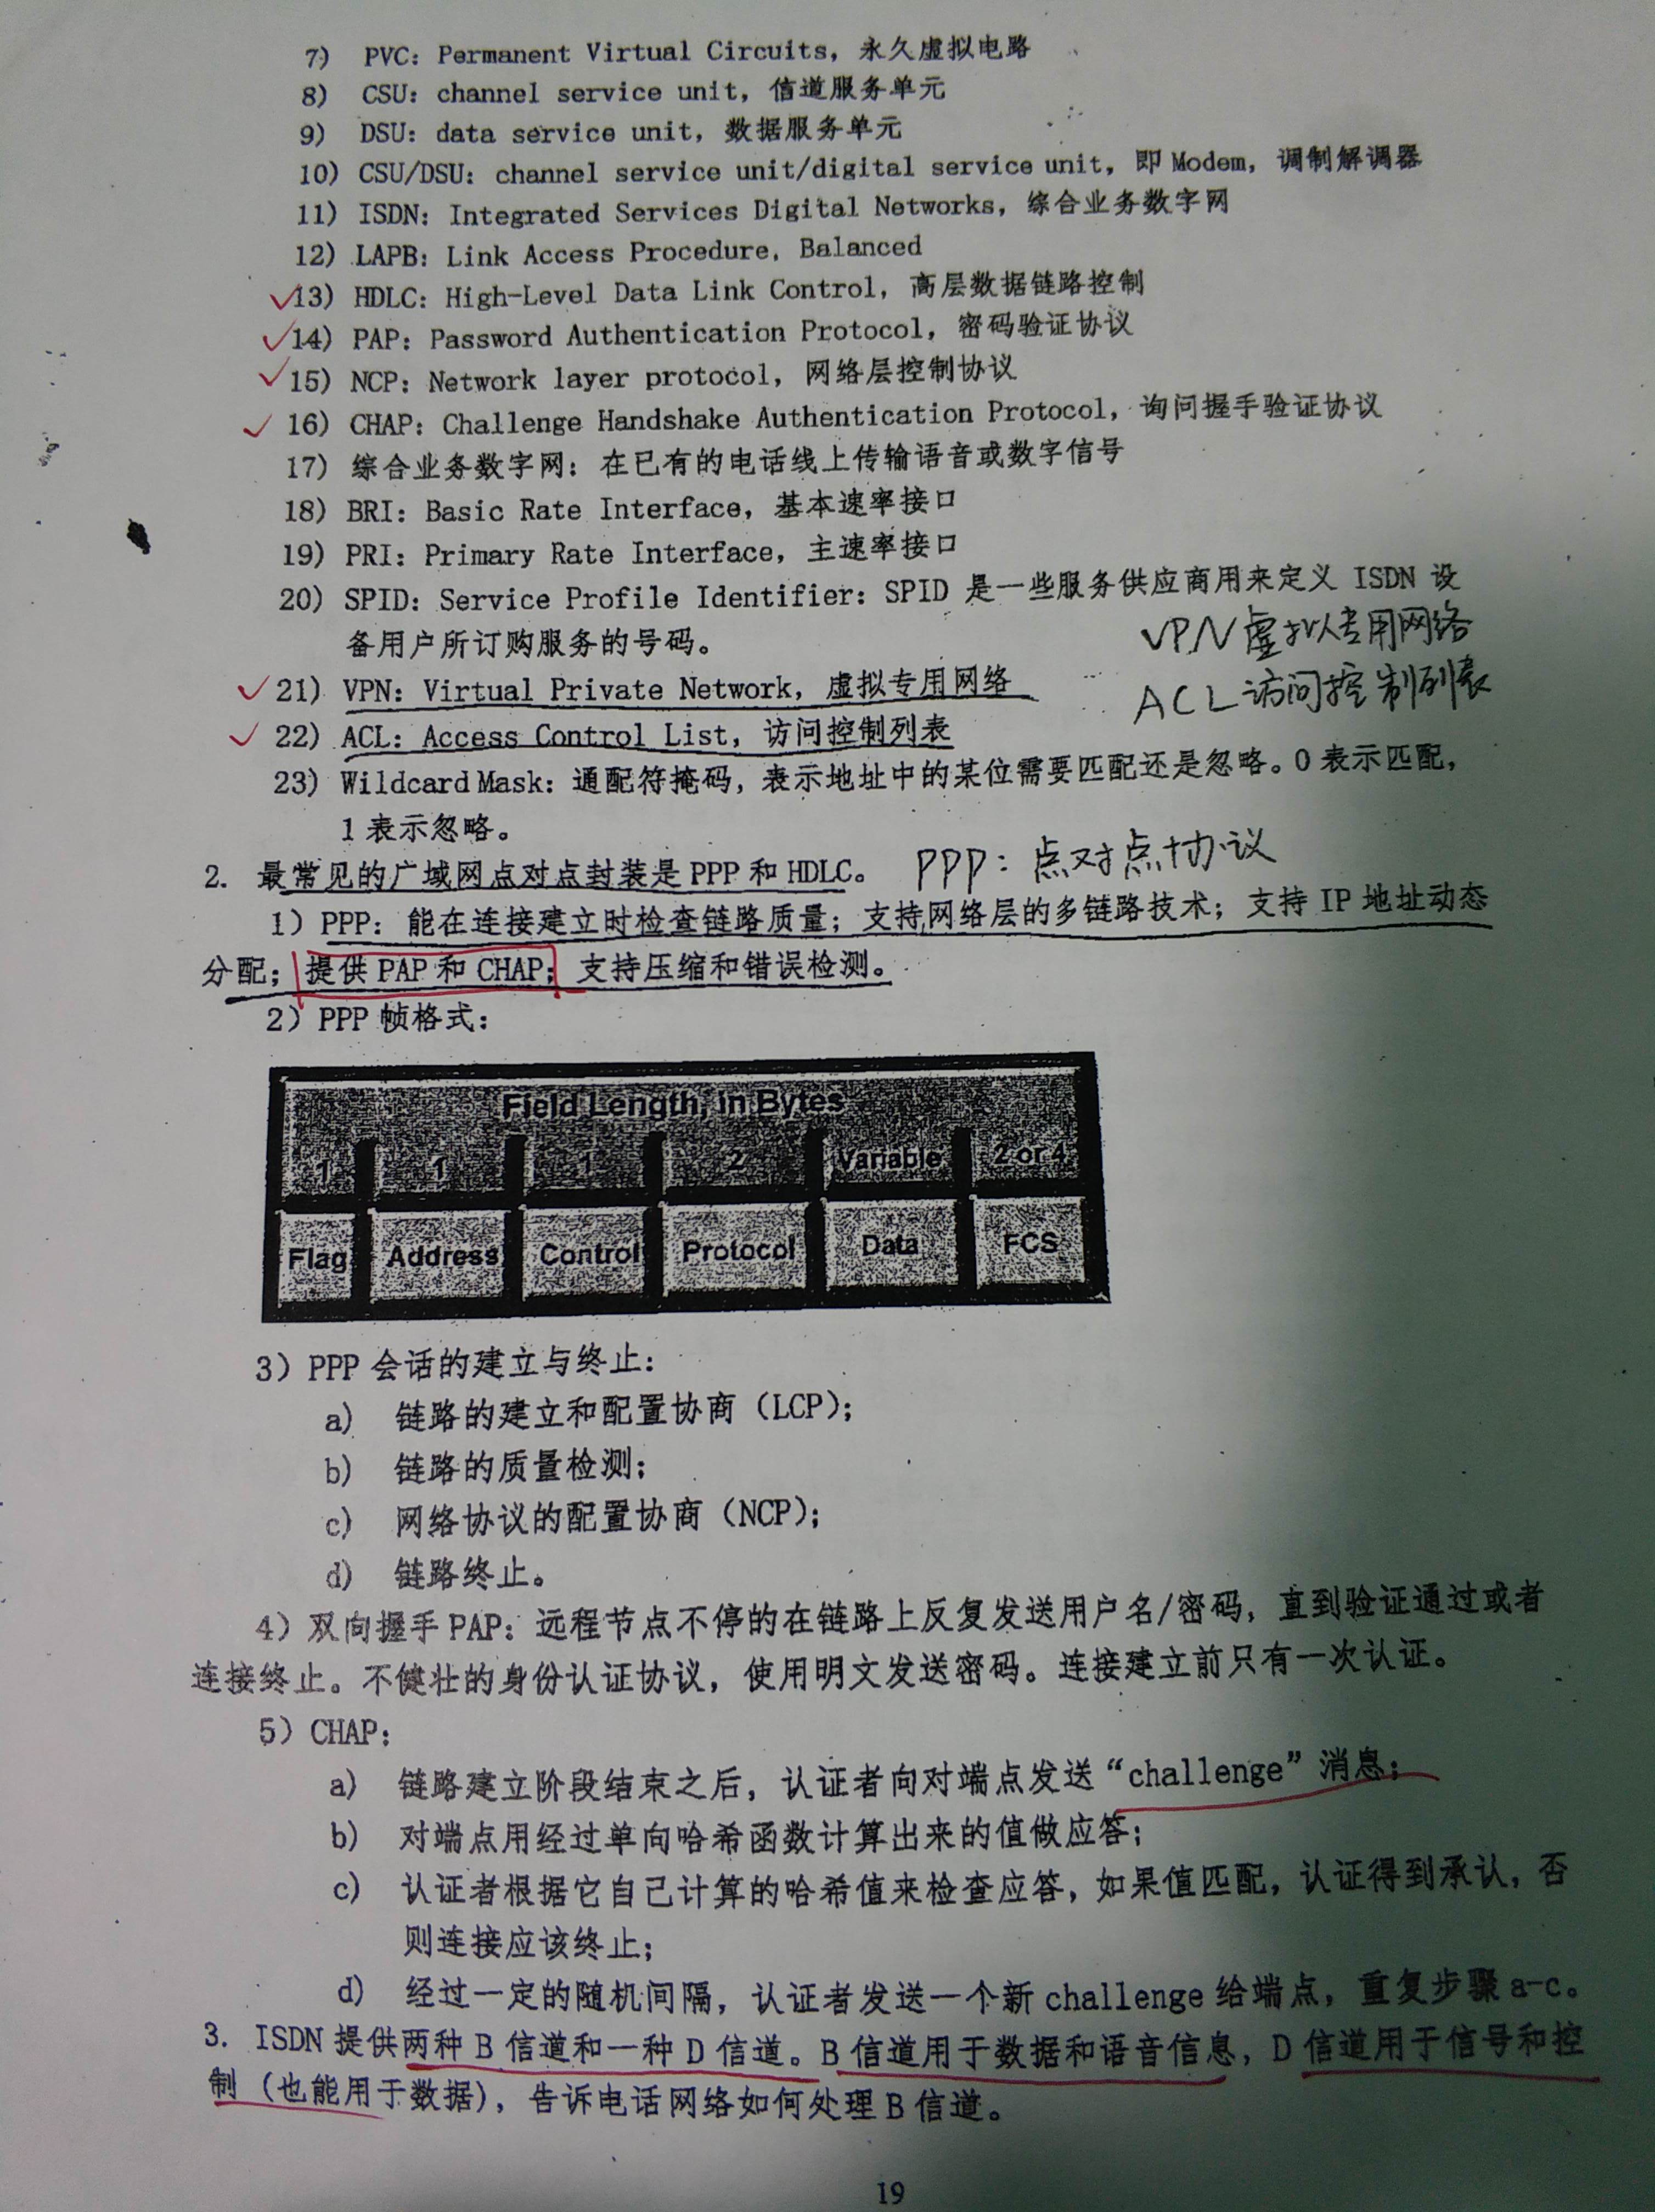 7) PVC: Permanent Virtual Circuits, 永久虚拟电路
8) CSU: channel service unit, 信道服务单元
9) DSU: data service unit, 数据服务单元
10) CSU/DSU: channel service unit/digital service unit, 即 Modem, 调制解调器
11) ISDN: Integrated Services Digital Networks, 综合业务数字网
12) LAPB: Link Access Procedure, Balanced
13) HDLC: High-Level Data Link Control, 高层数据链路控制
14) PAP: Password Authentication Protocol, 密码验证协议
15) NCP: Network layer protocol, 网络层控制协议
16) CHAP: Challenge Handshake Authentication Protocol, 询问握手验证协议
17) 综合业务数字网: 在已有的电话线上传输语音或数字信号
18) BRI: Basic Rate Interface, 基本速率接口
19) PRI: Primary Rate Interface, 主速率接口
20) SPID: Service Profile Identifier: SPID 是一些服务供应商用来定义 ISDN 设
备用户所订购服务的号码。
VPN 虚拟专用网络
21) VPN: Virtual Private Network, 虚拟专用网络
ACL 访问控制列表
22) ACL: Access Control List, 访问控制列表
23) Wildcard Mask: 通配符掩码, 表示地址中的某位需要匹配还是忽略。0 表示匹配,
1 表示忽略。
2. 最常见的广域网点对点封装是 PPP 和 HDLC。 PPP: 点对点协议
1) PPP: 能在连接建立时检查链路质量; 支持网络层的多链路技术; 支持 IP 地址动态
分配; 提供 PAP 和 CHAP; 支持压缩和错误检测。
2) PPP 帧格式:
Field Length, in Bytes
1 1 1 2 Variable 2 or 4
Flag Address Control Protocol Data FCS
3) PPP 会话的建立与终止:
a) 链路的建立和配置协商 (LCP);
b) 链路的质量检测;
c) 网络协议的配置协商 (NCP);
d) 链路终止。
4) 双向握手 PAP: 远程节点不停的在链路上反复发送用户名/密码, 直到验证通过或者
连接终止。不健壮的身份认证协议, 使用明文发送密码。连接建立前只有一次认证。
5) CHAP:
a) 链路建立阶段结束之后, 认证者向对端点发送“challenge”消息;
b) 对端点用经过单向哈希函数计算出来的值做应答;
c) 认证者根据它自己计算的哈希值来检查应答, 如果值匹配, 认证得到承认, 否
则连接应该终止;
d) 经过一定的随机间隔, 认证者发送一个新 challenge 给端点, 重复步骤 a-c。
3. ISDN 提供两种 B 信道和一种 D 信道。B 信道用于数据和语音信息, D 信道用于信号和控
制 (也能用于数据), 告诉电话网络如何处理 B 信道。
19